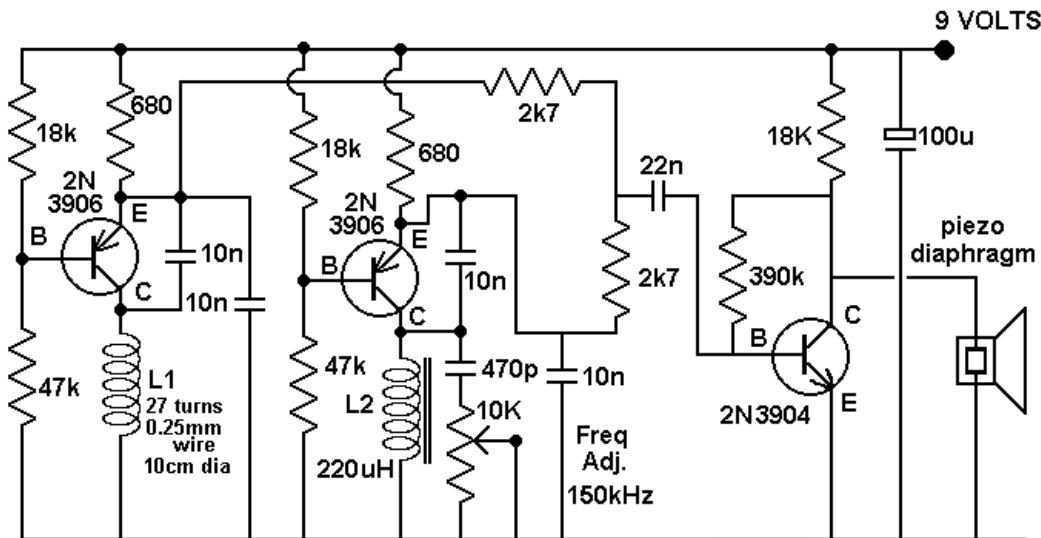 9 VOLTS
680
18k
2N
3906
E
B
C
10n
10n
47k
L1
27 turns
0.25mm
wire
10cm dia
18k
680
2N
3906
E
B
C
10n
47k
L2
220uH
470p
10K
10n
Freq
Adj.
150kHz
2k7
2k7
22n
18K
390k
B
C
E
2N3904
100u
piezo
diaphragm